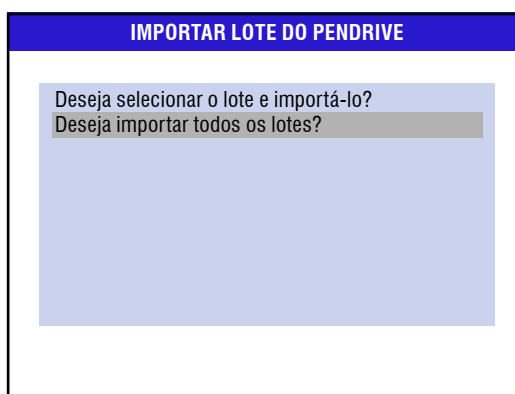 IMPORTAR LOTE DO PENDRIVE
Deseja selecionar o lote e importá-lo?
Deseja importar todos os lotes?